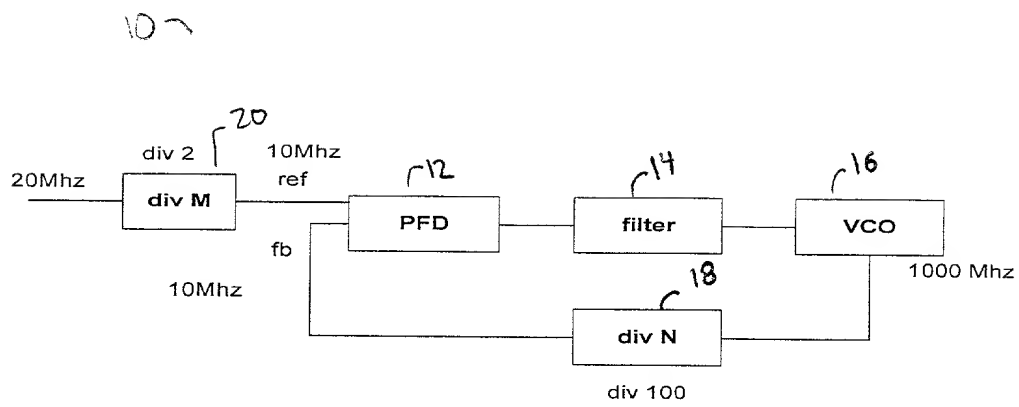 10
20
div 2
10Mhz
ref
12
14
16
20Mhz
div M
PFD
filter
VCO
fb
1000 Mhz
10Mhz
18
div N
div 100